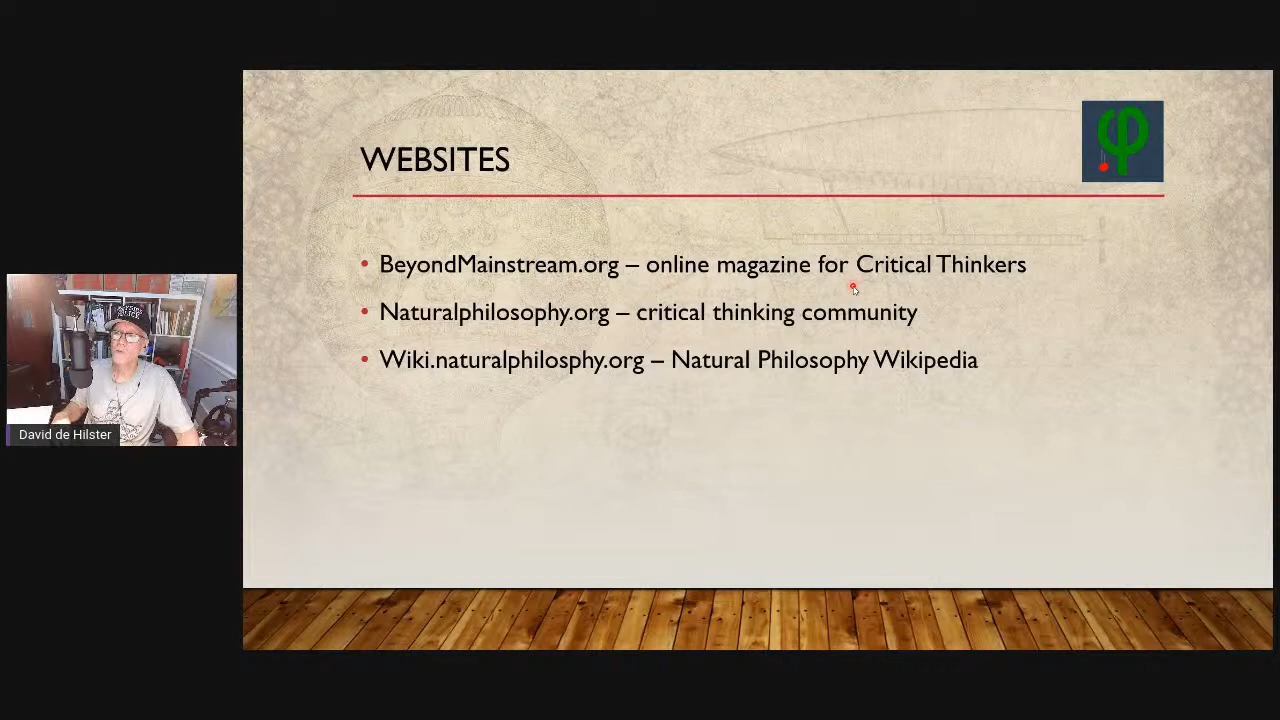 WEBSITES
• BeyondMainstream.org – online magazine for Critical Thinkers
• Naturalphilosophy.org – critical thinking community
• Wiki.naturalphilosphy.org – Natural Philosophy Wikipedia
David de Hilster